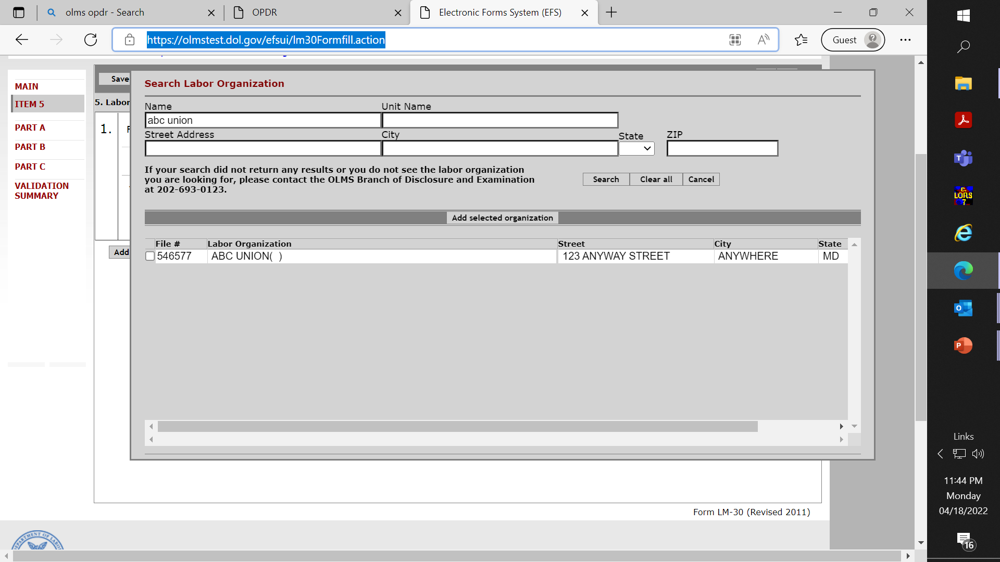 olms opdr - Search
OPDR
Electronic Forms System (EFS)
https://olmstest.dol.gov/efsui/lm30Formfill.action
Guest
MAIN
ITEM 5
PART A
PART B
PART C
VALIDATION
SUMMARY
Save
5. Labor
1.
Add
Search Labor Organization
Name
Unit Name
abc union
Street Address
City
State
ZIP
If your search did not return any results or you do not see the labor organization
you are looking for, please contact the OLMS Branch of Disclosure and Examination
at 202-693-0123.
Search
Clear all
Cancel
Add selected organization
File # Labor Organization Street City State
546577 ABC UNION( ) 123 ANYWAY STREET ANYWHERE MD
Form LM-30 (Revised 2011)
DEPARTMENT OF LABOR
LORS
7
Links
11:44 PM
Monday
04/18/2022
16